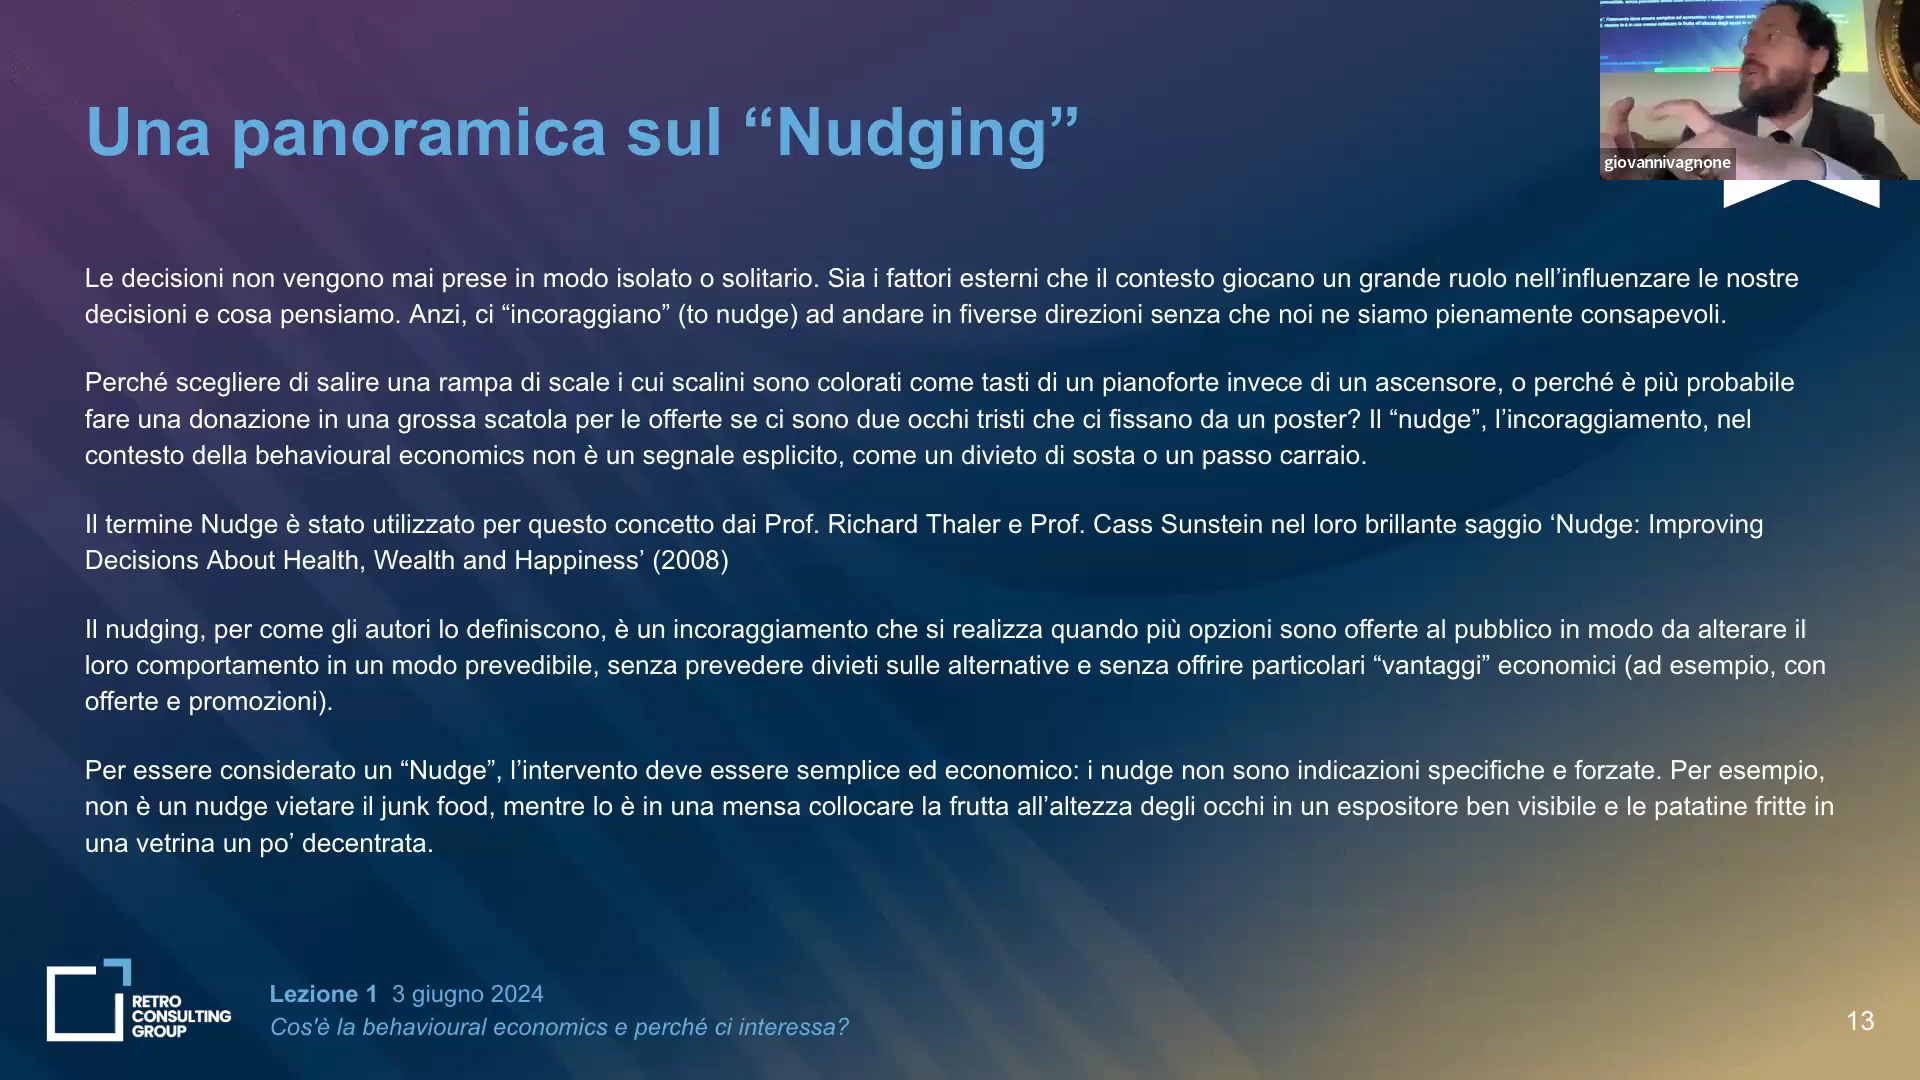 Una panoramica sul “Nudging”
giovannivagnone
Le decisioni non vengono mai prese in modo isolato o solitario. Sia i fattori esterni che il contesto giocano un grande ruolo nell’influenzare le nostre
decisioni e cosa pensiamo. Anzi, ci “incoraggiano” (to nudge) ad andare in fiverse direzioni senza che noi ne siamo pienamente consapevoli.
Perché scegliere di salire una rampa di scale i cui scalini sono colorati come tasti di un pianoforte invece di un ascensore, o perché è più probabile
fare una donazione in una grossa scatola per le offerte se ci sono due occhi tristi che ci fissano da un poster? Il “nudge”, l’incoraggiamento, nel
contesto della behavioural economics non è un segnale esplicito, come un divieto di sosta o un passo carraio.
Il termine Nudge è stato utilizzato per questo concetto dai Prof. Richard Thaler e Prof. Cass Sunstein nel loro brillante saggio ‘Nudge: Improving
Decisions About Health, Wealth and Happiness’ (2008)
Il nudging, per come gli autori lo definiscono, è un incoraggiamento che si realizza quando più opzioni sono offerte al pubblico in modo da alterare il
loro comportamento in un modo prevedibile, senza prevedere divieti sulle alternative e senza offrire particolari “vantaggi” economici (ad esempio, con
offerte e promozioni).
Per essere considerato un “Nudge”, l’intervento deve essere semplice ed economico: i nudge non sono indicazioni specifiche e forzate. Per esempio,
non è un nudge vietare il junk food, mentre lo è in una mensa collocare la frutta all’altezza degli occhi in un espositore ben visibile e le patatine fritte in
una vetrina un po’ decentrata.
RETRO
CONSULTING
GROUP
Lezione 1 3 giugno 2024
Cos'è la behavioural economics e perché ci interessa?
13